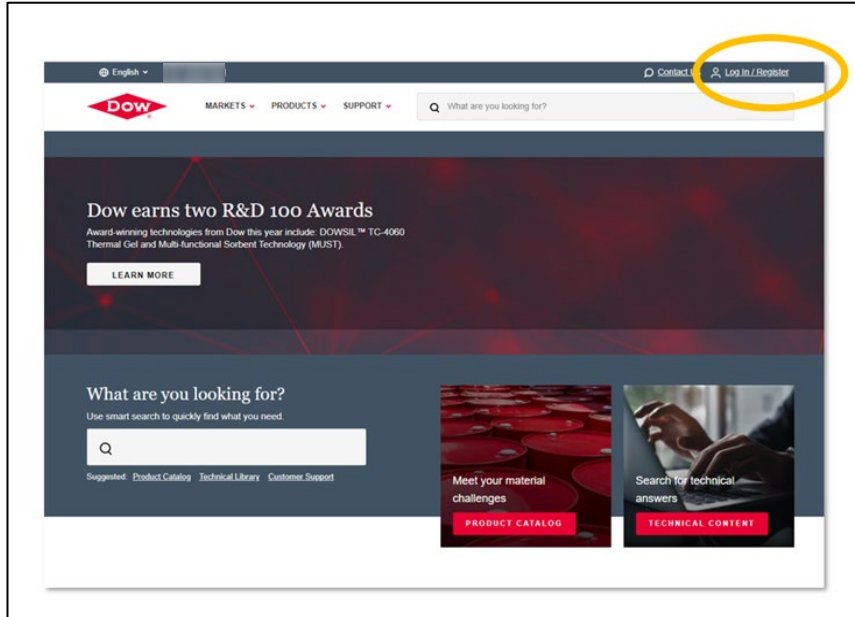 English
Contact U
Log In / Register
DOW
MARKETS
PRODUCTS
SUPPORT
What are you looking for?
Dow earns two R&D 100 Awards
Award-winning technologies from Dow this year include: DOWSIL™ TC-4060
Thermal Gel and Multi-functional Sorbent Technology (MUST).
LEARN MORE
What are you looking for?
Use smart search to quickly find what you need.
Suggested: Product Catalog Technical Library Customer Support
Meet your material
challenges
PRODUCT CATALOG
Search for technical
answers
TECHNICAL CONTENT